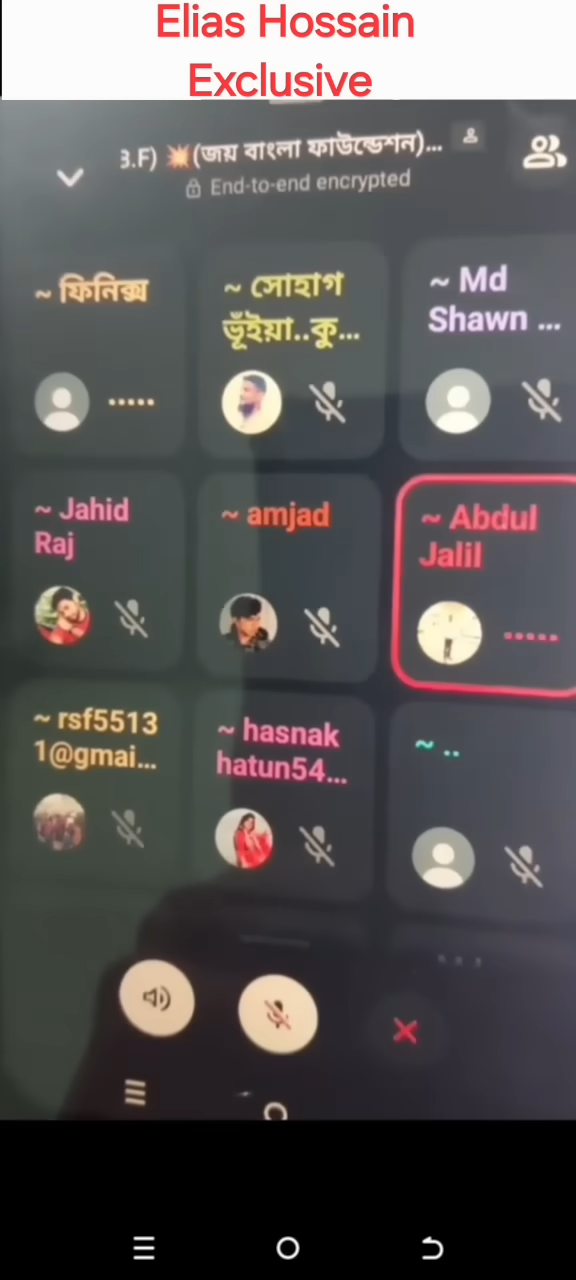 Elias Hossain
Exclusive
3.F) 💥(জয় বাংলা ফাউন্ডেশন)...
End-to-end encrypted
~ ফিনিক্স
~ সোহাগ
ভূঁইয়া..কু...
~ Md
Shawn ...
~ Jahid
Raj
~ amjad
~ Abdul
Jalil
~ rsf5513
1@gmai...
~ hasnak
hatun54...
~ ..